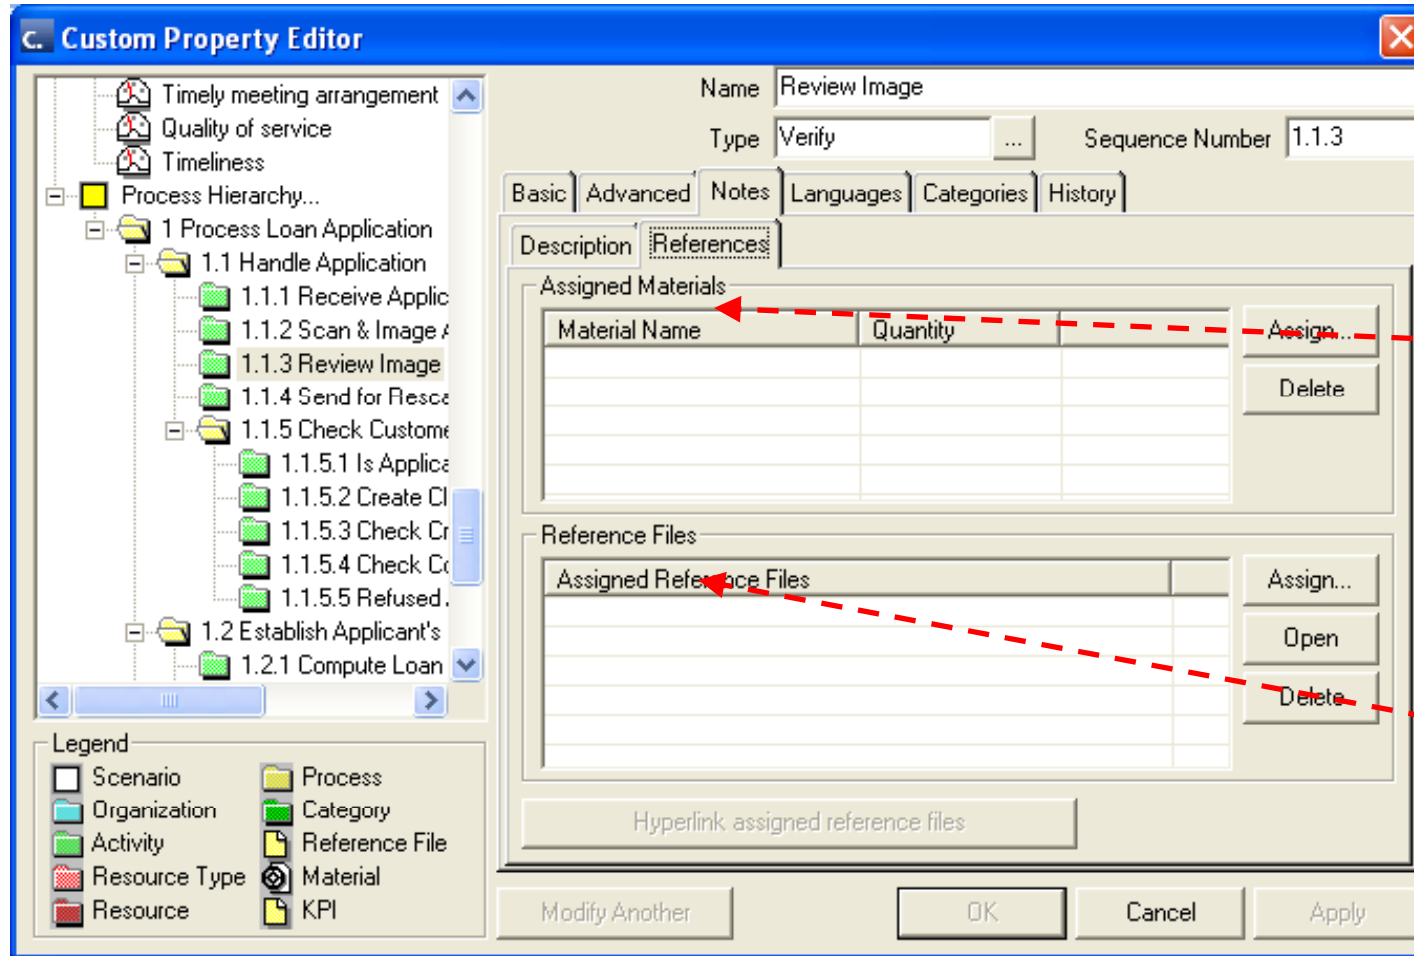 c. Custom Property Editor
Timely meeting arrangement
Quality of service
Timeliness
Process Hierarchy...
1 Process Loan Application
1.1 Handle Application
1.1.1 Receive Applic
1.1.2 Scan & Image A
1.1.3 Review Image
1.1.4 Send for Resca
1.1.5 Check Custome
1.1.5.1 Is Applica
1.1.5.2 Create Cl
1.1.5.3 Check Cr
1.1.5.4 Check Co
1.1.5.5 Refused
1.2 Establish Applicant's
1.2.1 Compute Loan
Legend
Scenario Process
Organization Category
Activity Reference File
Resource Type Material
Resource KPI
Name Review Image
Type Verify ... Sequence Number 1.1.3
Basic Advanced Notes Languages Categories History
Description References
Assigned Materials
Material Name Quantity Assign...
Delete
Reference Files
Assigned Reference Files Assign...
Open
Delete
Hyperlink assigned reference files
Modify Another OK Cancel Apply